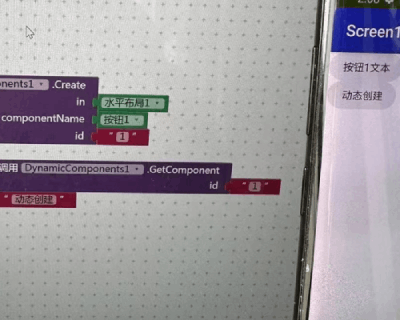 onents1 .Create
in 水平布局1
componentName 按钮1
id "1"
调用 DynamicComponents1 .GetComponent
id "1"
"动态创建"
Screen1
按钮1文本
动态创建